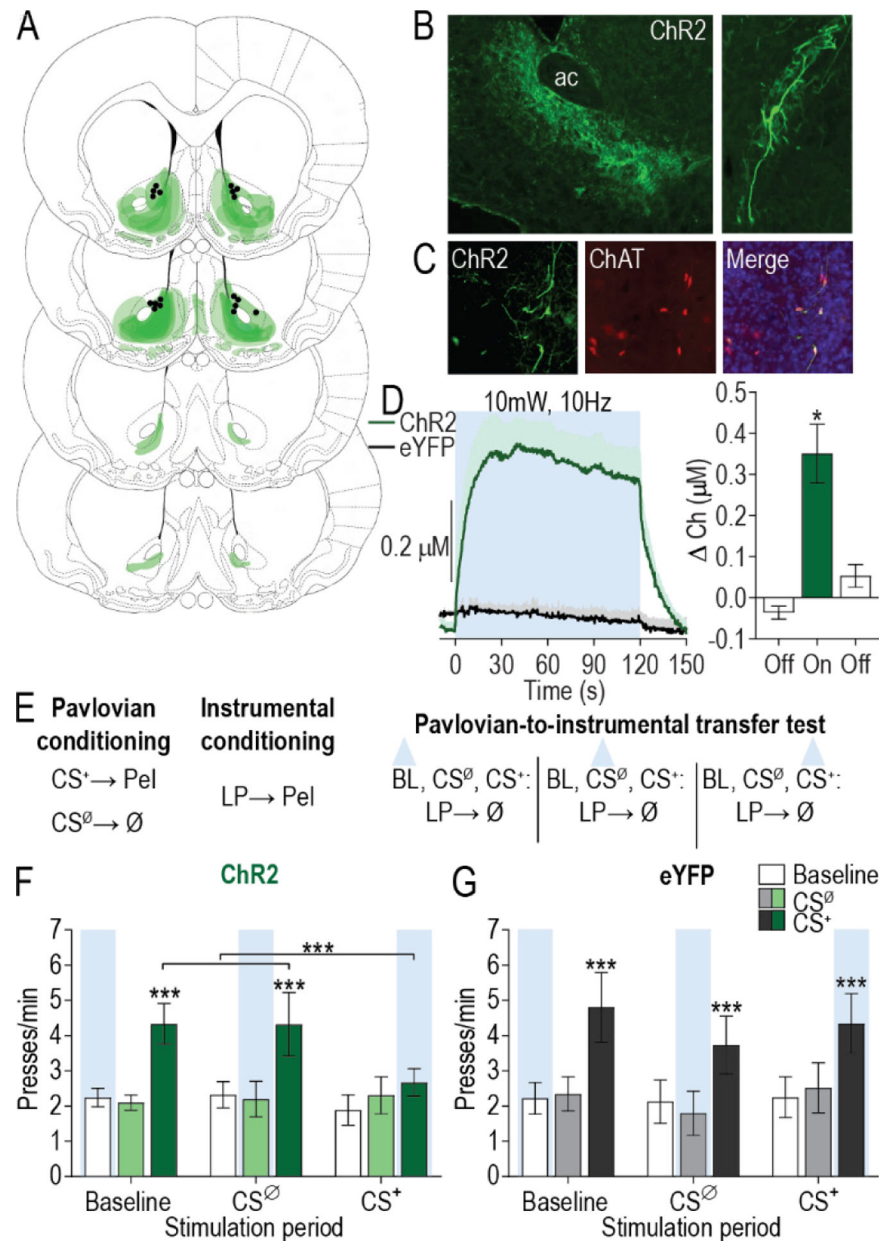 A
B
ChR2
ac
C
ChR2
ChAT
Merge
D
10mW, 10Hz
ChR2
eYFP
0.2 μM
0 30 60 90 120 150
Time (s)
Δ Ch (μM)
0.5
0.4
0.3
0.2
0.1
0.0
-0.1
*
Off On Off
E
Pavlovian
conditioning
CS⁺→ Pel
CS^Ø→ Ø
Instrumental
conditioning
LP→ Pel
Pavlovian-to-instrumental transfer test
BL, CS^Ø, CS⁺:
LP→ Ø
BL, CS^Ø, CS⁺:
LP→ Ø
BL, CS^Ø, CS⁺:
LP→ Ø
F
ChR2
Presses/min
7
6
5
4
3
2
1
0
***
***
***
Baseline CS^Ø CS⁺
Stimulation period
G
eYFP
Baseline
CS^Ø
CS⁺
Presses/min
7
6
5
4
3
2
1
0
***
***
***
Baseline CS^Ø CS⁺
Stimulation period